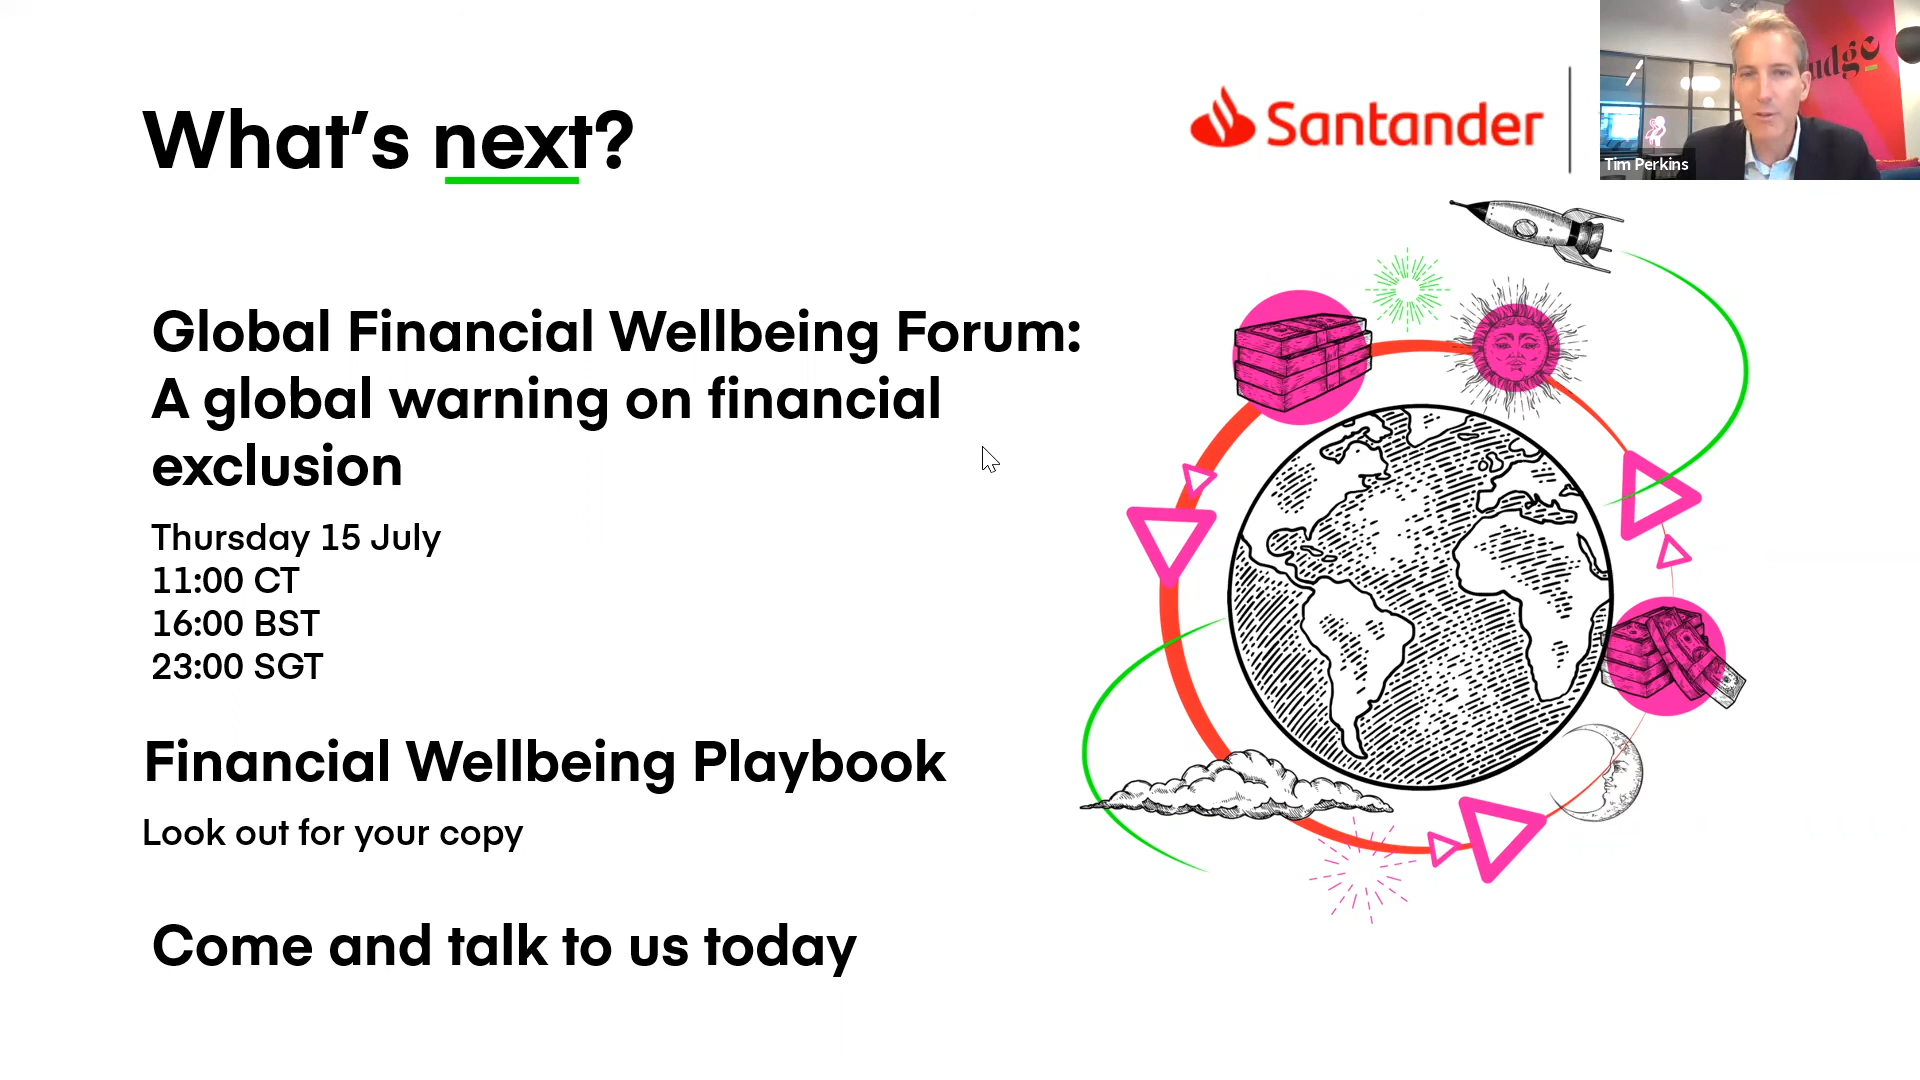 What's next?
Santander
Tim Perkins
Global Financial Wellbeing Forum:
A global warning on financial
exclusion
Thursday 15 July
11:00 CT
16:00 BST
23:00 SGT
Financial Wellbeing Playbook
Look out for your copy
Come and talk to us today